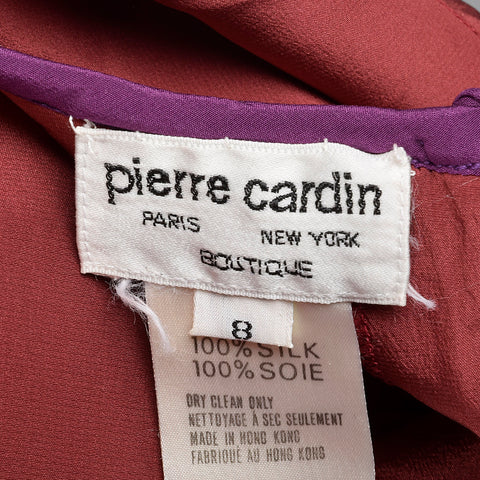 pierre cardin
PARIS NEW YORK
BOUTIQUE
8
100% SILK
100% SOIE
DRY CLEAN ONLY
NETTOYAGE À SEC SEULEMENT
MADE IN HONG KONG
FABRIQUÉ AU HONG KONG